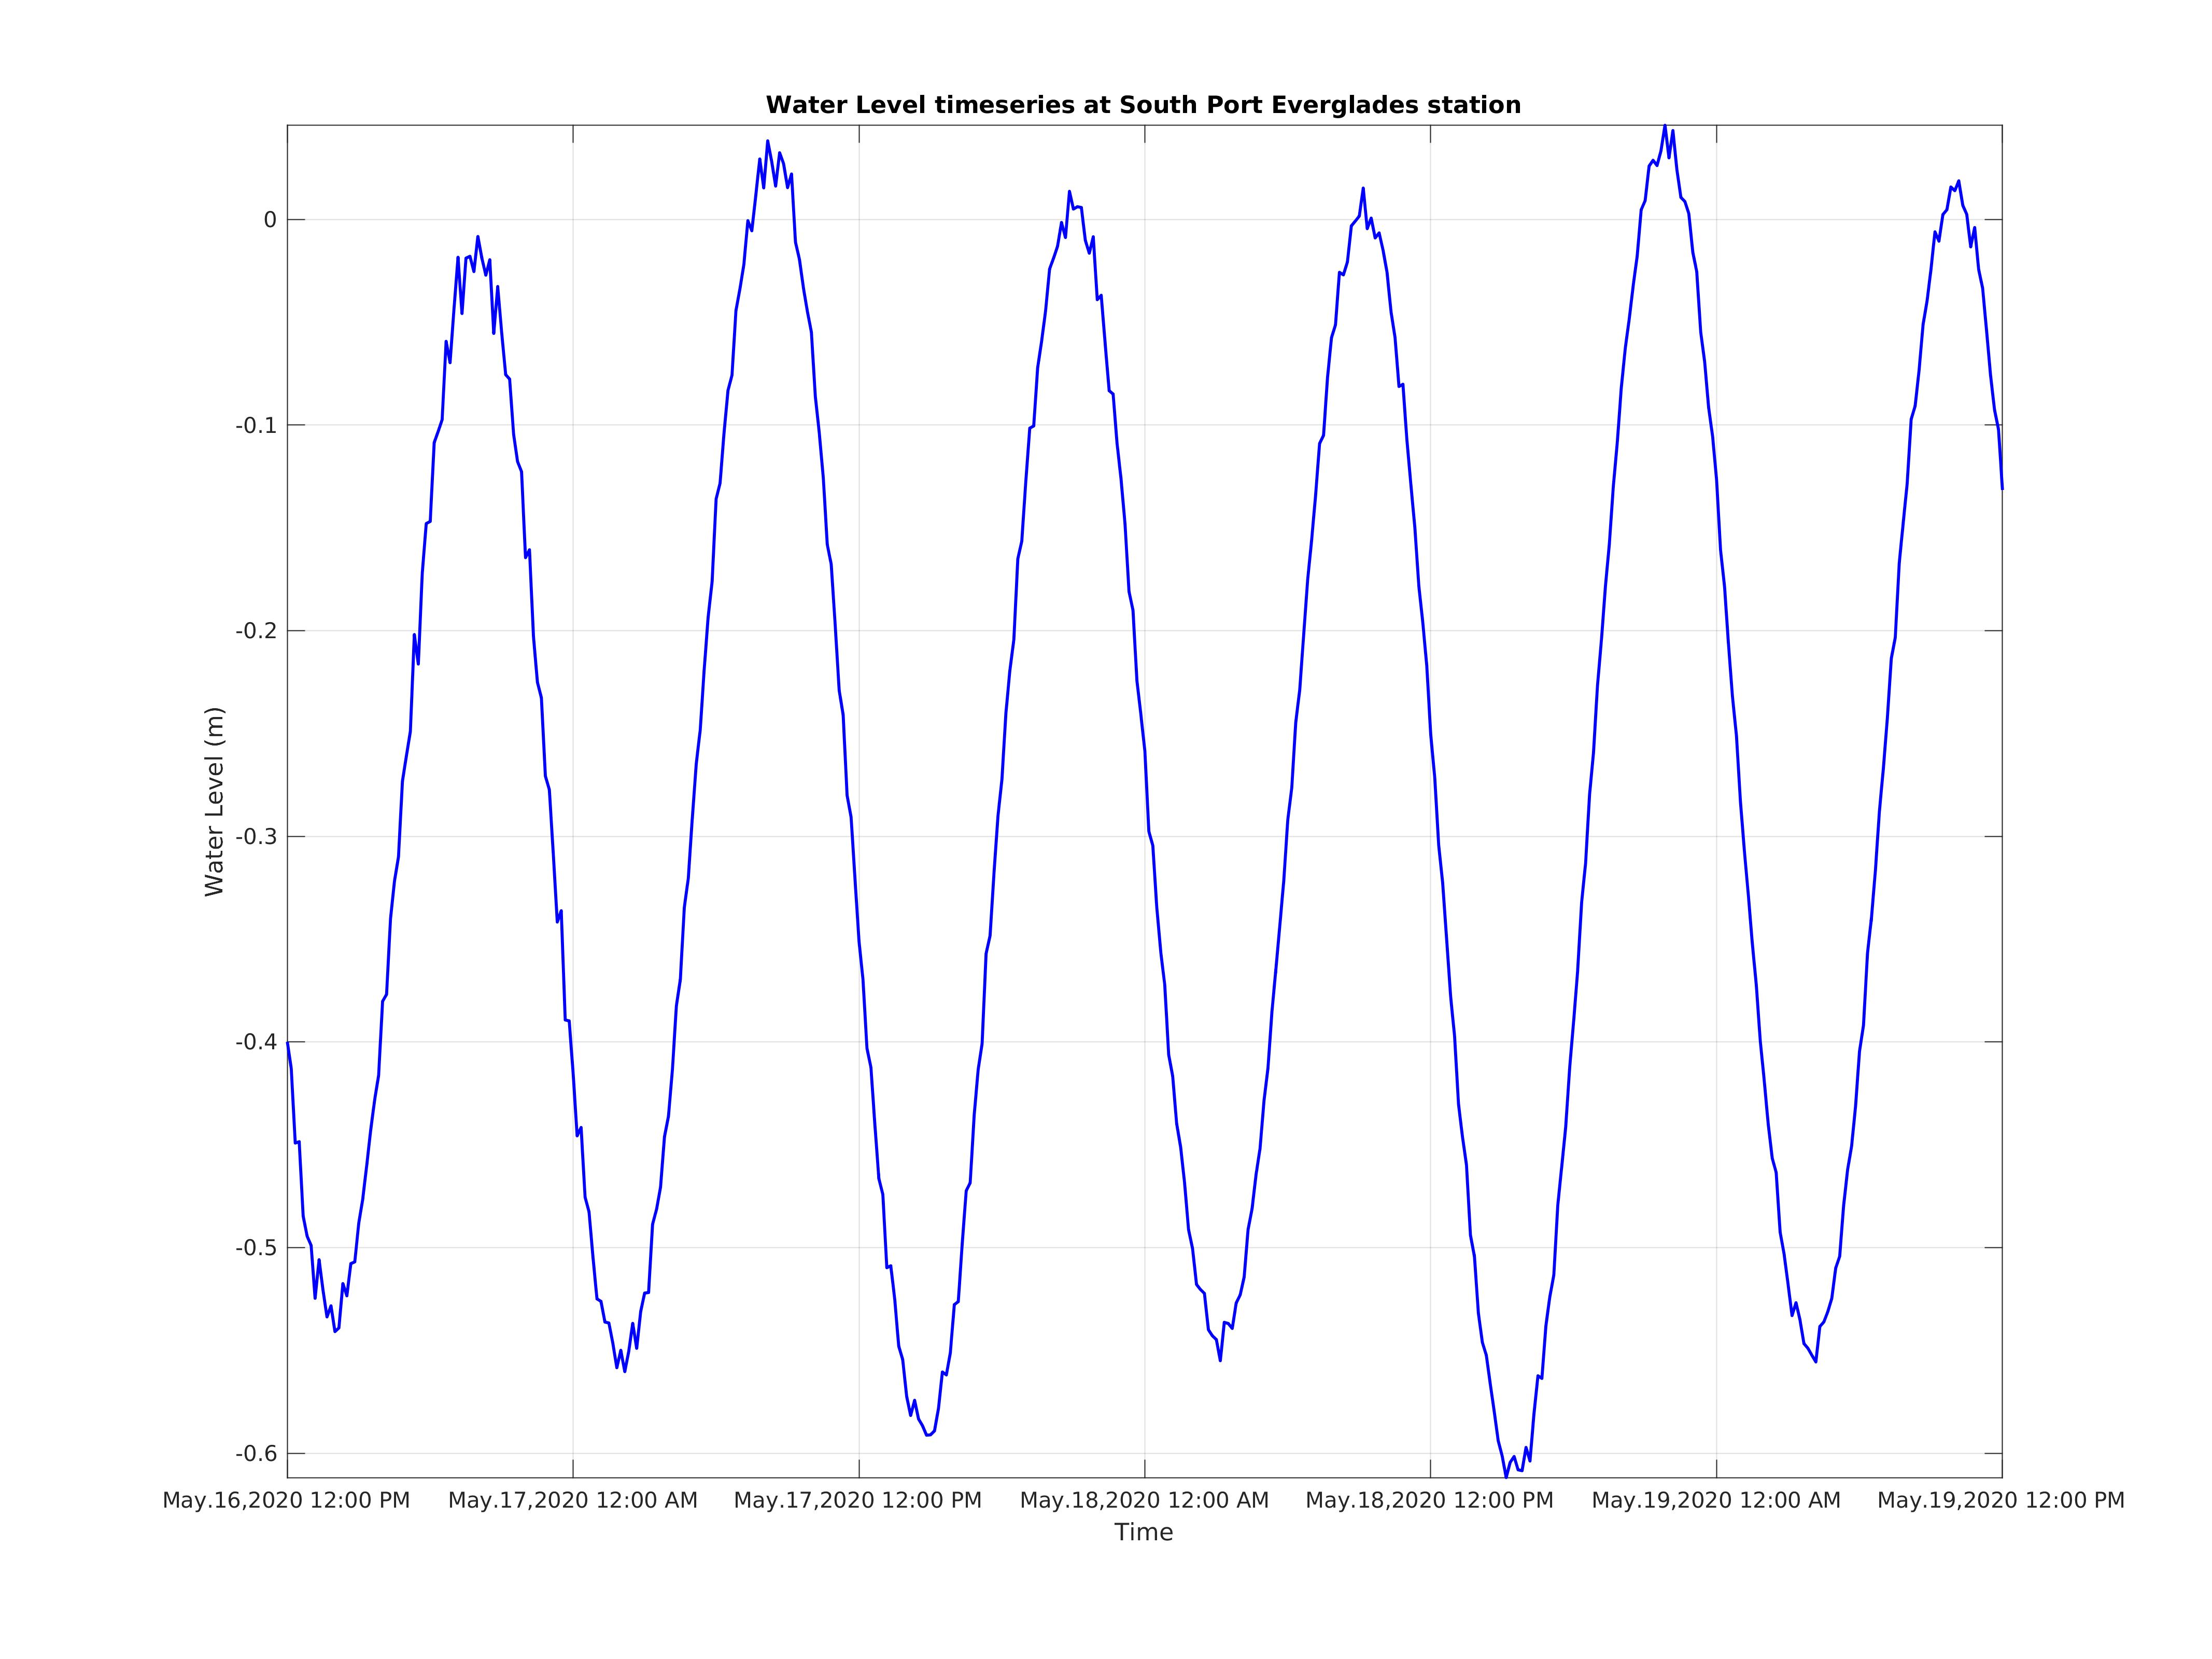 Water Level timeseries at South Port Everglades station
0
-0.1
-0.2
-0.3
-0.4
-0.5
-0.6
Water Level (m)
May.16,2020 12:00 PM May.17,2020 12:00 AM May.17,2020 12:00 PM May.18,2020 12:00 AM May.18,2020 12:00 PM May.19,2020 12:00 AM May.19,2020 12:00 PM
Time